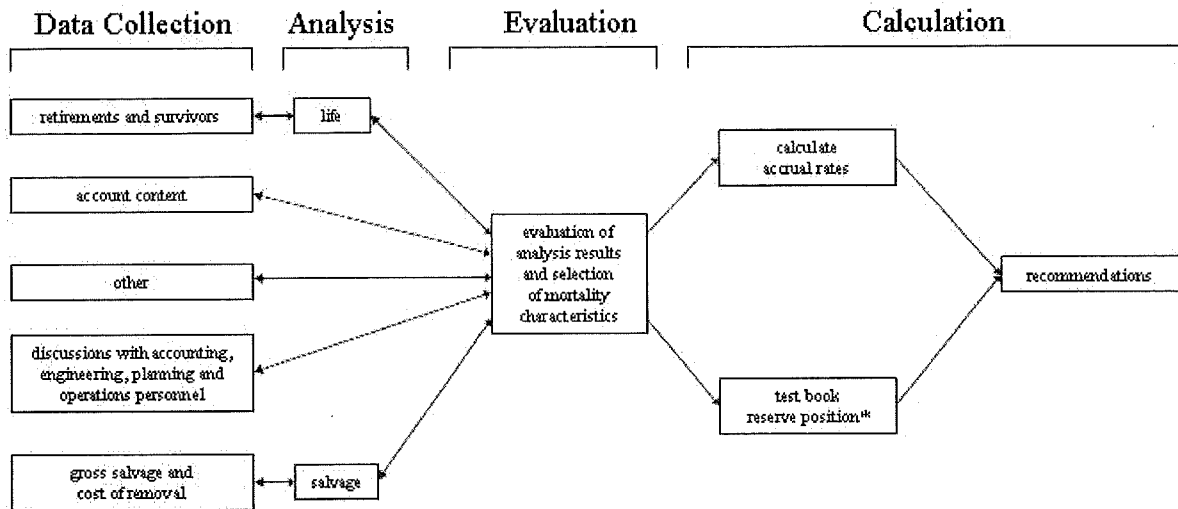 Data Collection
Analysis
Evaluation
Calculation
retirements and survivors
life
account content
other
discussions with accounting,
engineering, planning and
operations personnel
gross salvage and
cost of removal
salvage
evaluation of
analysis results
and selection
of mortality
characteristics
calculate
accrual rates
test book
reserve position*
recommendations